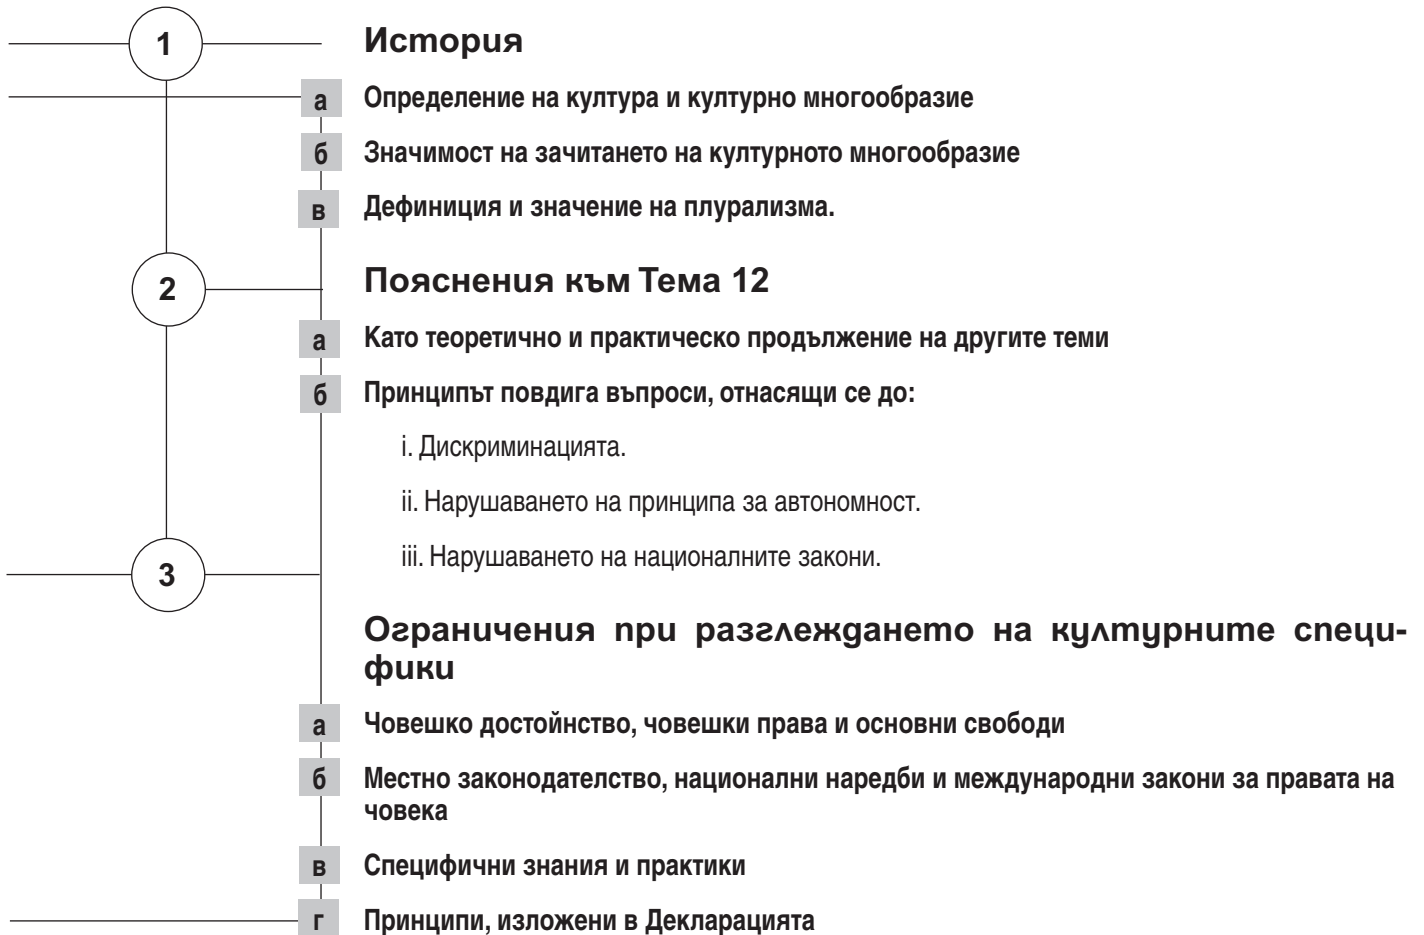 1 История
а Определение на култура и културно многообразие
б Значимост на зачитането на културното многообразие
в Дефиниция и значение на плурализма.
2 Пояснения към Тема 12
а Като теоретично и практическо продължение на другите теми
б Принципът повдига въпроси, отнасящи се до:
i. Дискриминацията.
ii. Нарушаването на принципа за автономност.
iii. Нарушаването на националните закони.
3
Ограничения при разглеждането на културните специ-
фики
а Човешко достойнство, човешки права и основни свободи
б Местно законодателство, национални наредби и международни закони за правата на
човека
в Специфични знания и практики
г Принципи, изложени в Декларацията